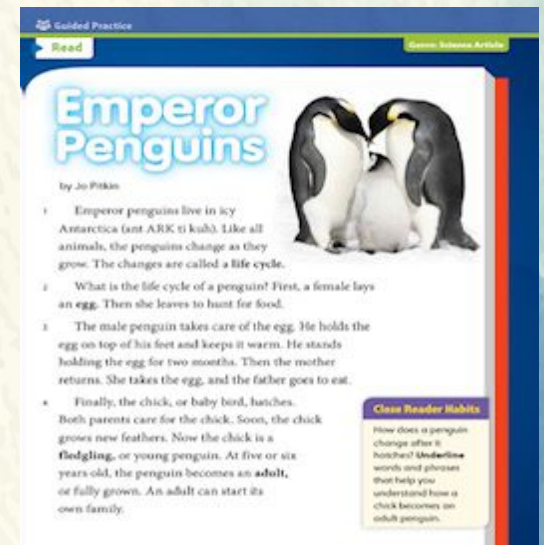 Guided Practice
Read
Genre: Science Article
Emperor
Penguins
by Jo Pitkin
1 Emperor penguins live in icy
Antarctica (ant ARK ti kuh). Like all
animals, the penguins change as they
grow. The changes are called a life cycle.
2 What is the life cycle of a penguin? First, a female lays
an egg. Then she leaves to hunt for food.
3 The male penguin takes care of the egg. He holds the
egg on top of his feet and keeps it warm. He stands
holding the egg for two months. Then the mother
returns. She takes the egg, and the father goes to eat.
4 Finally, the chick, or baby bird, hatches.
Both parents care for the chick. Soon, the chick
grows new feathers. Now the chick is a
fledgling, or young penguin. At five or six
years old, the penguin becomes an adult,
or fully grown. An adult can start its
own family.
Close Reader Habits
How does a penguin
change after it
hatches? Underline
words and phrases
that help you
understand how a
chick becomes an
adult penguin.